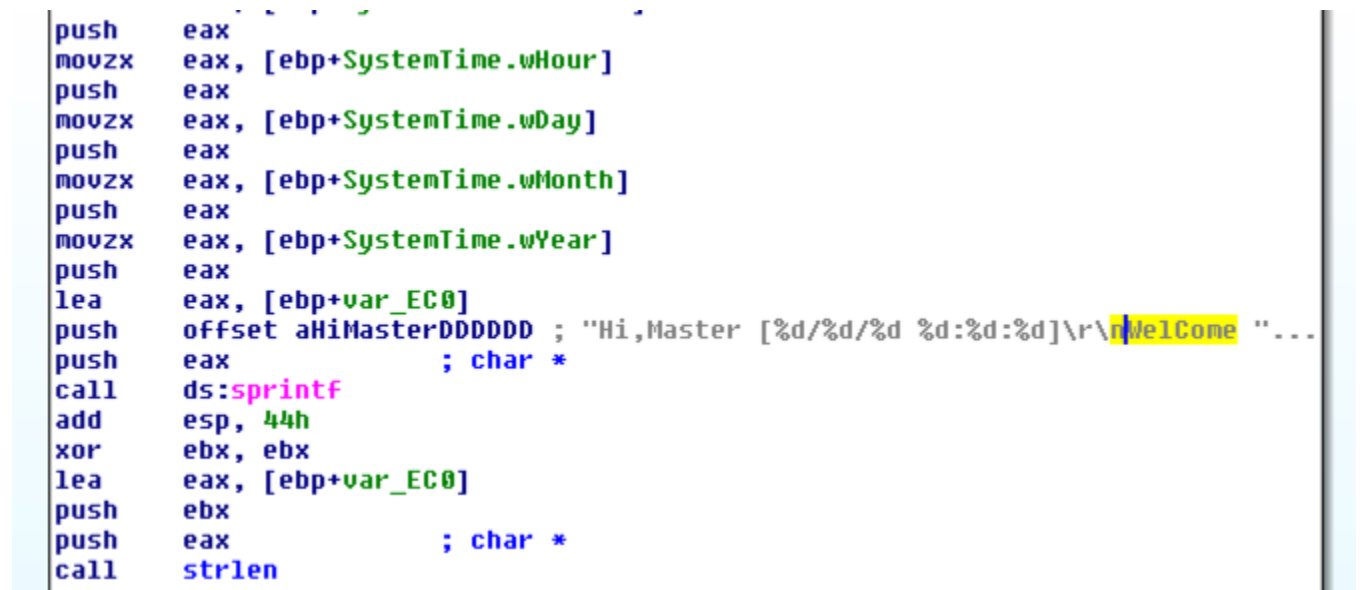 push eax
movzx eax, [ebp+SystemTime.wHour]
push eax
movzx eax, [ebp+SystemTime.wDay]
push eax
movzx eax, [ebp+SystemTime.wMonth]
push eax
movzx eax, [ebp+SystemTime.wYear]
push eax
lea eax, [ebp+var_EC0]
push offset aHiMasterDDDDDD ; "Hi,Master [%d/%d/%d %d:%d:%d]\r\nWelCome "...
push eax ; char *
call ds:sprintf
add esp, 44h
xor ebx, ebx
lea eax, [ebp+var_EC0]
push ebx
push eax ; char *
call strlen